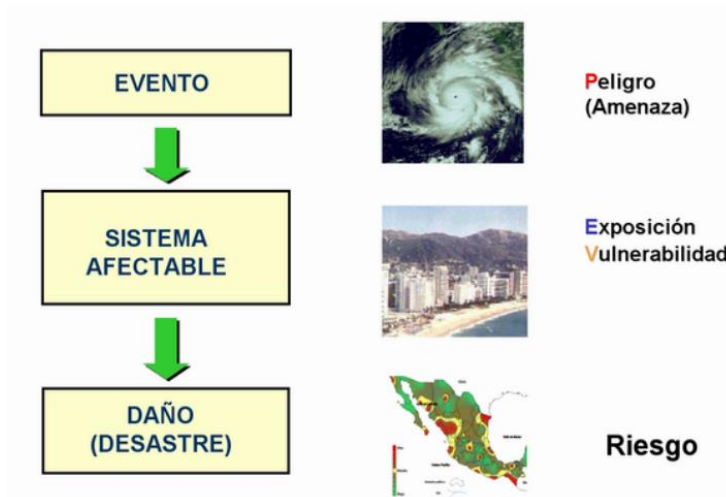 EVENTO
Peligro
(Amenaza)
SISTEMA
AFECTABLE
Exposición
Vulnerabilidad
DAÑO
(DESASTRE)
Riesgo